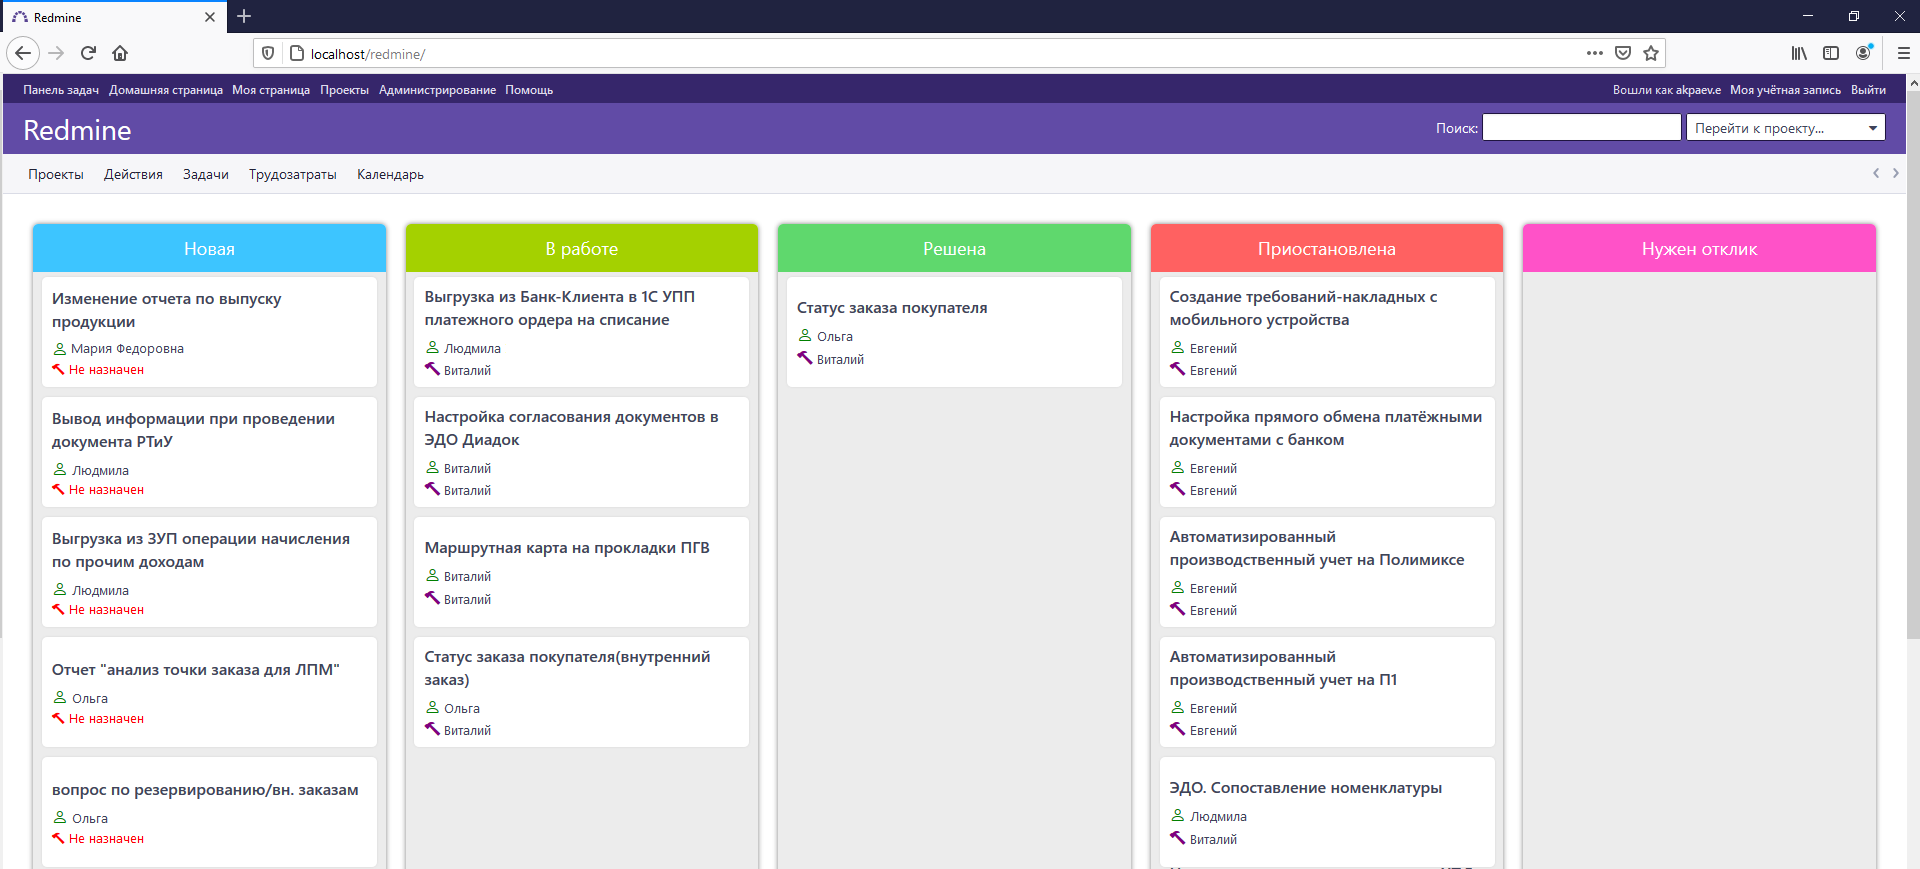 Redmine
localhost/redmine/
Панель задач Домашняя страница Моя страница Проекты Администрирование Помощь
Вошли как akpaev.e Моя учётная запись Выйти
Redmine
Поиск:
Перейти к проекту...
Проекты Действия Задачи Трудозатраты Календарь
Новая
Изменение отчета по выпуску
продукции
Мария Федоровна
Не назначен
Вывод информации при проведении
документа РТиУ
Людмила
Не назначен
Выгрузка из ЗУП операции начисления
по прочим доходам
Людмила
Не назначен
Отчет "анализ точки заказа для ЛПМ"
Ольга
Не назначен
вопрос по резервированию/вн. заказам
Ольга
Не назначен
В работе
Выгрузка из Банк-Клиента в 1С УПП
платежного ордера на списание
Людмила
Виталий
Настройка согласования документов в
ЭДО Диадок
Виталий
Виталий
Маршрутная карта на прокладки ПГВ
Виталий
Виталий
Статус заказа покупателя(внутренний
заказ)
Ольга
Виталий
Решена
Статус заказа покупателя
Ольга
Виталий
Приостановлена
Создание требований-накладных с
мобильного устройства
Евгений
Евгений
Настройка прямого обмена платёжными
документами с банком
Евгений
Евгений
Автоматизированный
производственный учет на Полимиксе
Евгений
Евгений
Автоматизированный
производственный учет на П1
Евгений
Евгений
ЭДО. Сопоставление номенклатуры
Людмила
Виталий
Нужен отклик